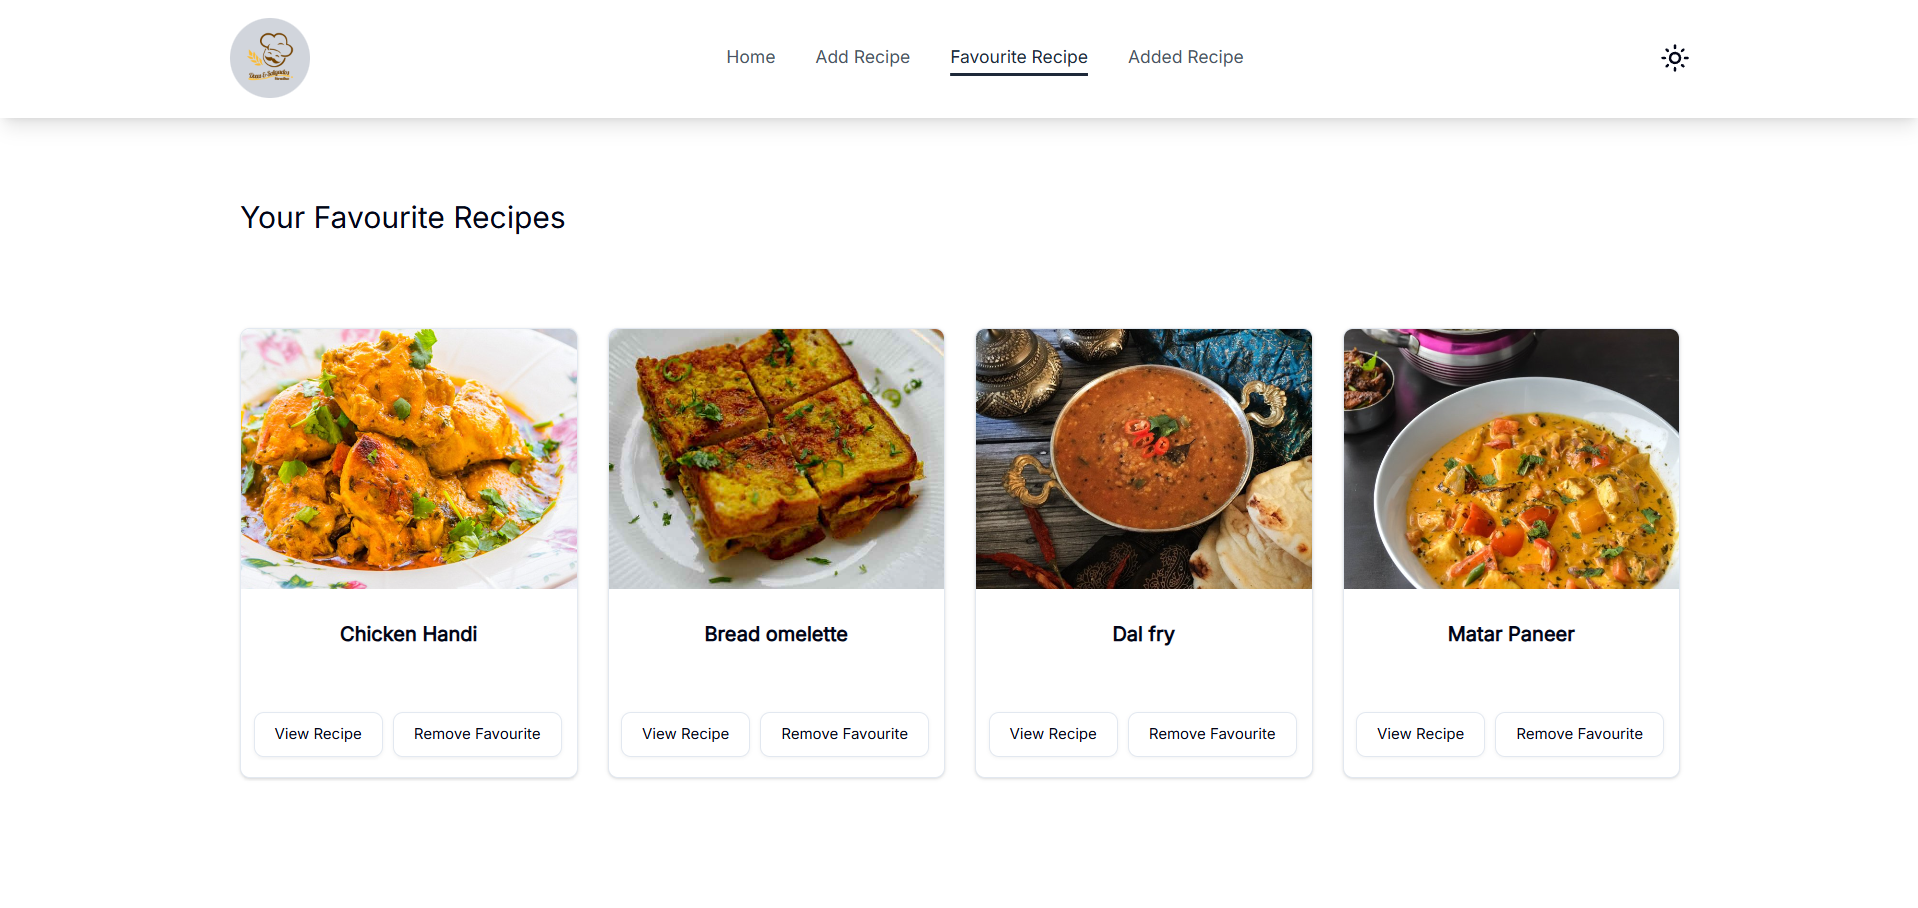 Home
Add Recipe
Favourite Recipe
Added Recipe
Your Favourite Recipes
Chicken Handi
View Recipe
Remove Favourite
Bread omelette
View Recipe
Remove Favourite
Dal fry
View Recipe
Remove Favourite
Matar Paneer
View Recipe
Remove Favourite